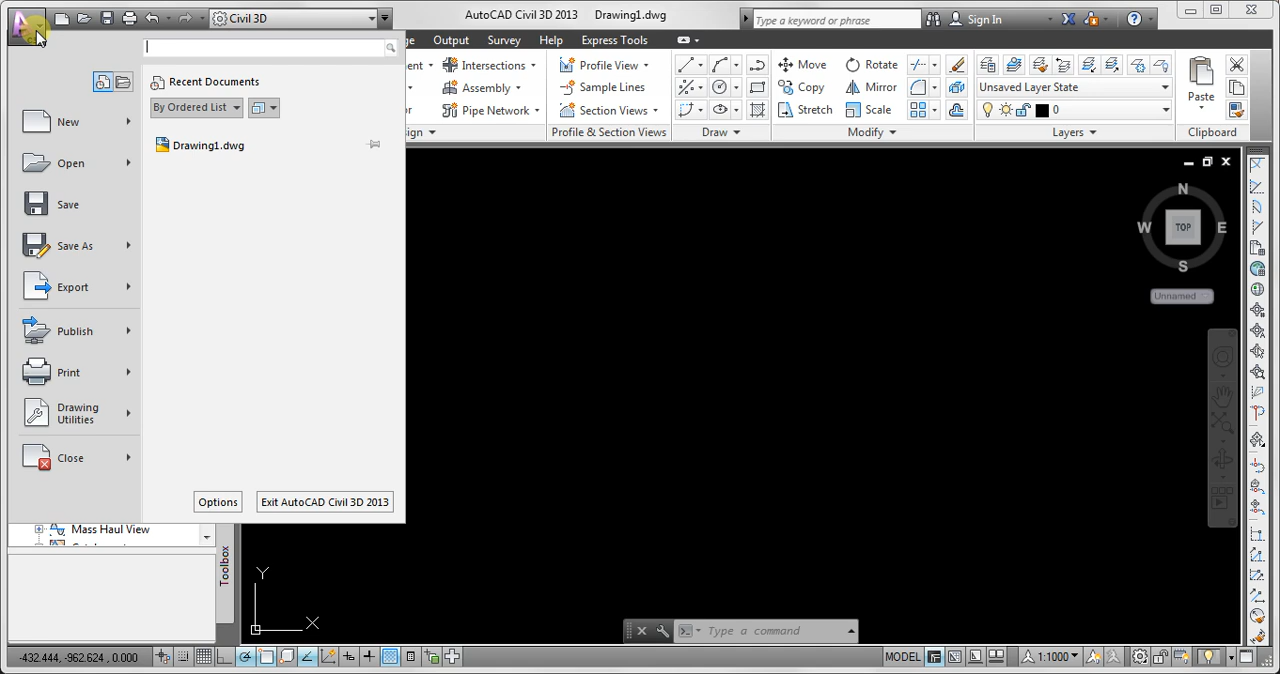 Civil 3D
AutoCAD Civil 3D 2013 Drawing1.dwg
Type a keyword or phrase
Sign In
Output Survey Help Express Tools
Recent Documents
By Ordered List
Drawing1.dwg
New
Open
Save
Save As
Export
Publish
Print
Drawing
Utilities
Close
Options
Exit AutoCAD Civil 3D 2013
Intersections
Assembly
Pipe Network
Profile View
Sample Lines
Section Views
Profile & Section Views
Draw
Move
Rotate
Copy
Mirror
Stretch
Scale
Modify
Unsaved Layer State
0
Layers
Paste
Clipboard
N
W TOP E
S
Unnamed
Mass Haul View
Toolbox
Y
X
Type a command
-432.444, -962.624 , 0.000
MODEL
1:1000